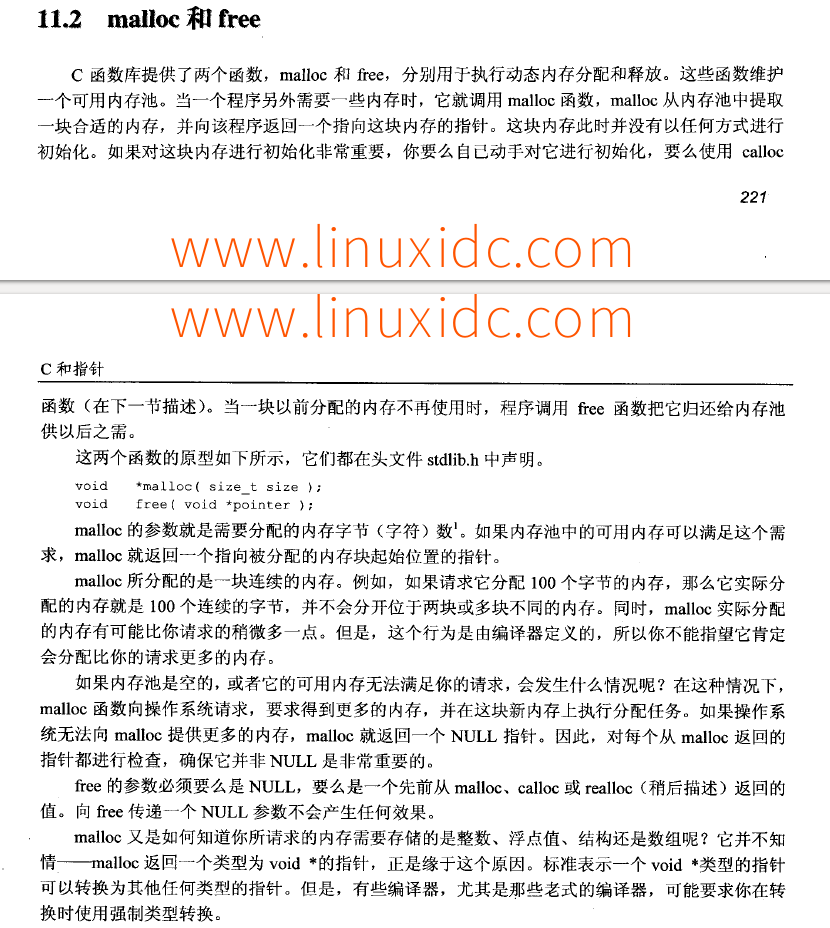 11.2 malloc 和 free
C 函数库提供了两个函数，malloc 和 free，分别用于执行动态内存分配和释放。这些函数维护
一个可用内存池。当一个程序另外需要一些内存时，它就调用 malloc 函数，malloc 从内存池中提取
一块合适的内存，并向该程序返回一个指向这块内存的指针。这块内存此时并没有以任何方式进行
初始化。如果对这块内存进行初始化非常重要，你要么自己动手对它进行初始化，要么使用 calloc
221
www.linuxidc.com
www.linuxidc.com
C 和指针
函数（在下一节描述）。当一块以前分配的内存不再使用时，程序调用 free 函数把它归还给内存池
供以后之需。
这两个函数的原型如下所示，它们都在头文件 stdlib.h 中声明。
void *malloc( size_t size );
void free( void *pointer );
malloc 的参数就是需要分配的内存字节（字符）数¹。如果内存池中的可用内存可以满足这个需
求，malloc 就返回一个指向被分配的内存块起始位置的指针。
malloc 所分配的是一块连续的内存。例如，如果请求它分配 100 个字节的内存，那么它实际分
配的内存就是 100 个连续的字节，并不会分开位于两块或多块不同的内存。同时，malloc 实际分配
的内存有可能比你请求的稍微多一点。但是，这个行为是由编译器定义的，所以你不能指望它肯定
会分配比你的请求更多的内存。
如果内存池是空的，或者它的可用内存无法满足你的请求，会发生什么情况呢？在这种情况下，
malloc 函数向操作系统请求，要求得到更多的内存，并在这块新内存上执行分配任务。如果操作系
统无法向 malloc 提供更多的内存，malloc 就返回一个 NULL 指针。因此，对每个从 malloc 返回的
指针都进行检查，确保它并非 NULL 是非常重要的。
free 的参数必须要么是 NULL，要么是一个先前从 malloc、calloc 或 realloc（稍后描述）返回的
值。向 free 传递一个 NULL 参数不会产生任何效果。
malloc 又是如何知道你所请求的内存需要存储的是整数、浮点值、结构还是数组呢？它并不知
情——malloc 返回一个类型为 void *的指针，正是缘于这个原因。标准表示一个 void *类型的指针
可以转换为其他任何类型的指针。但是，有些编译器，尤其是那些老式的编译器，可能要求你在转
换时使用强制类型转换。